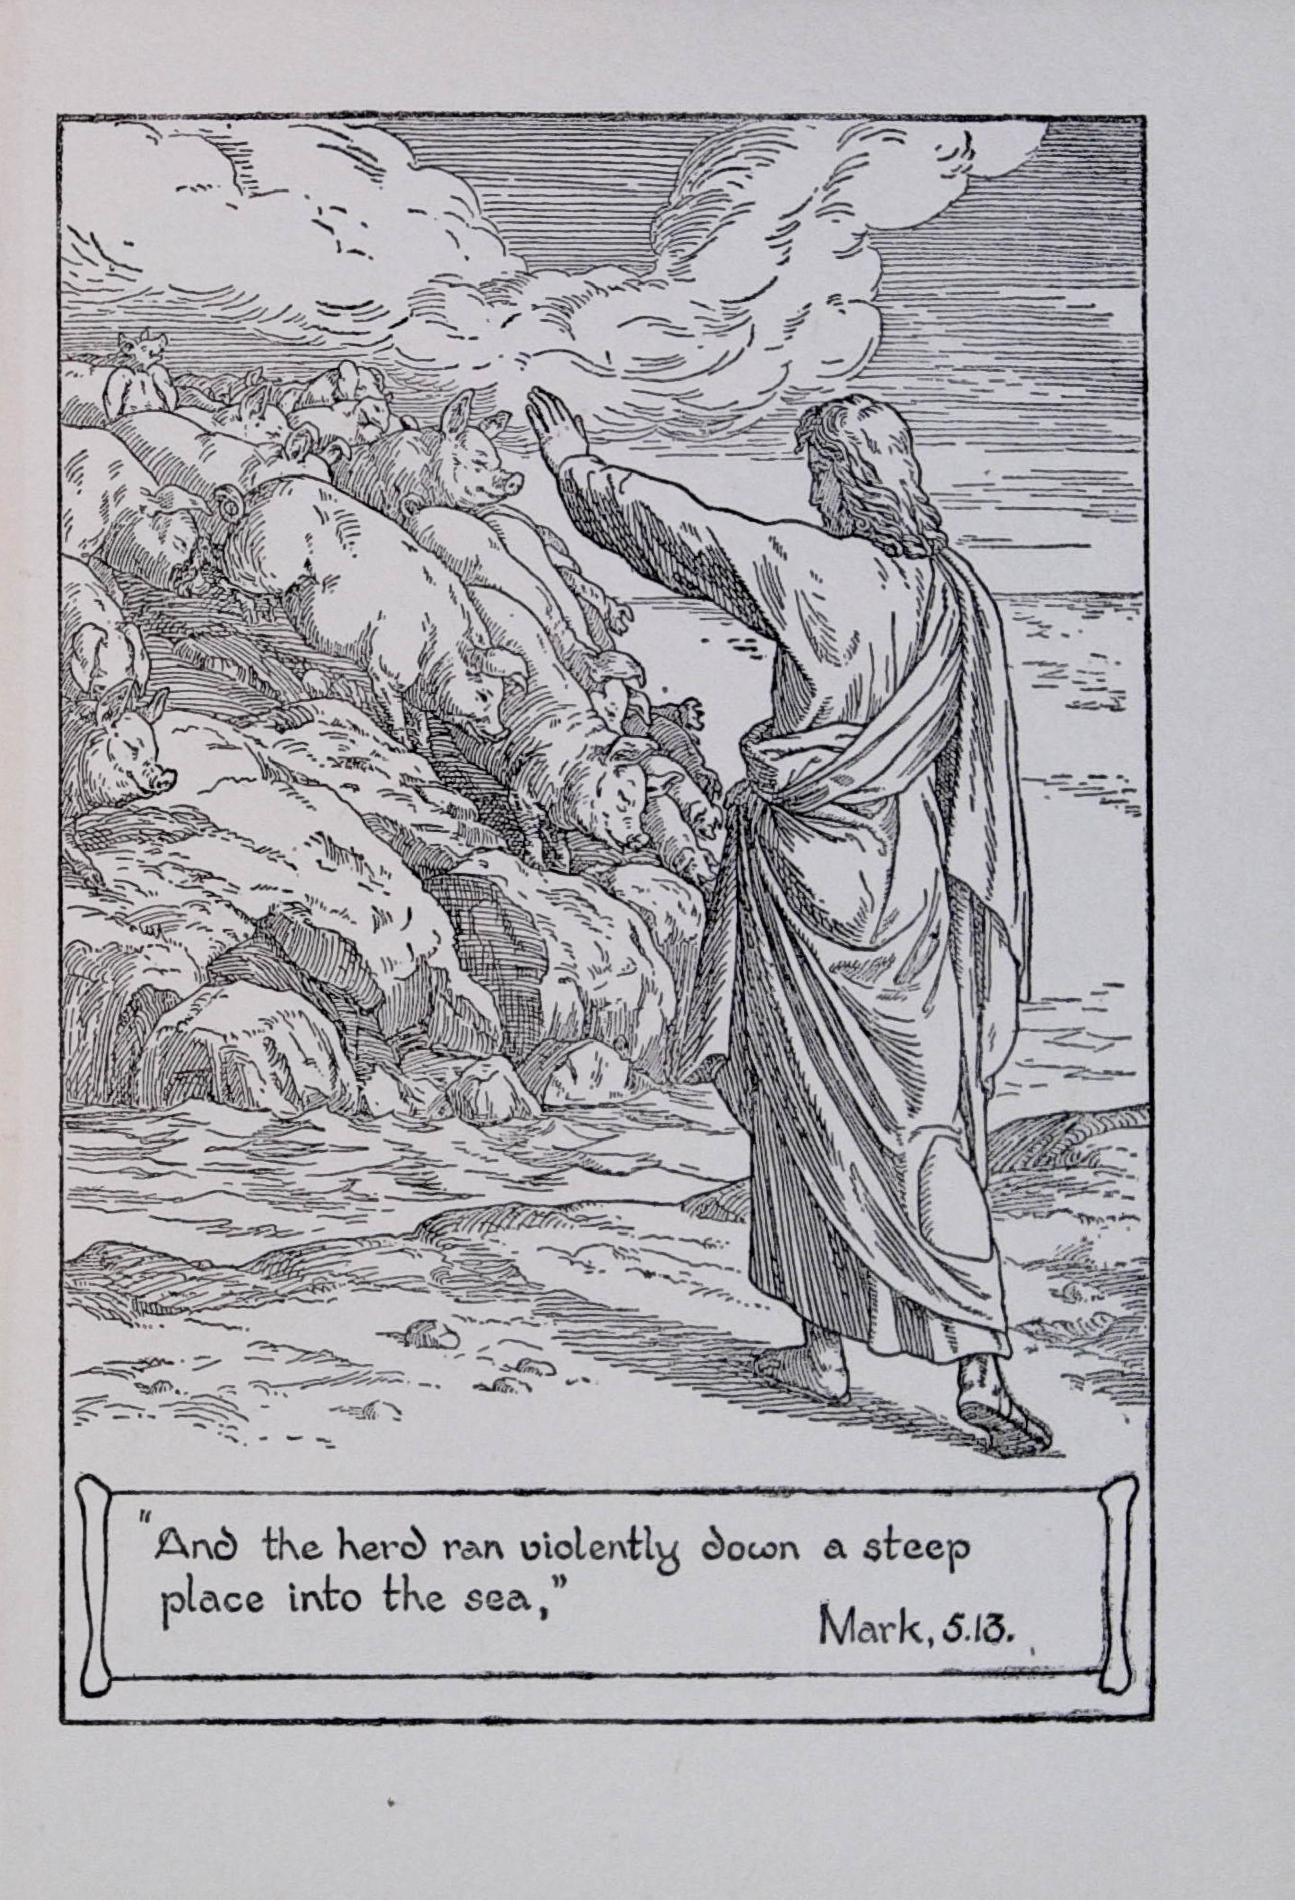 "And the herd ran violently down a steep
place into the sea,"
Mark, 5.13.